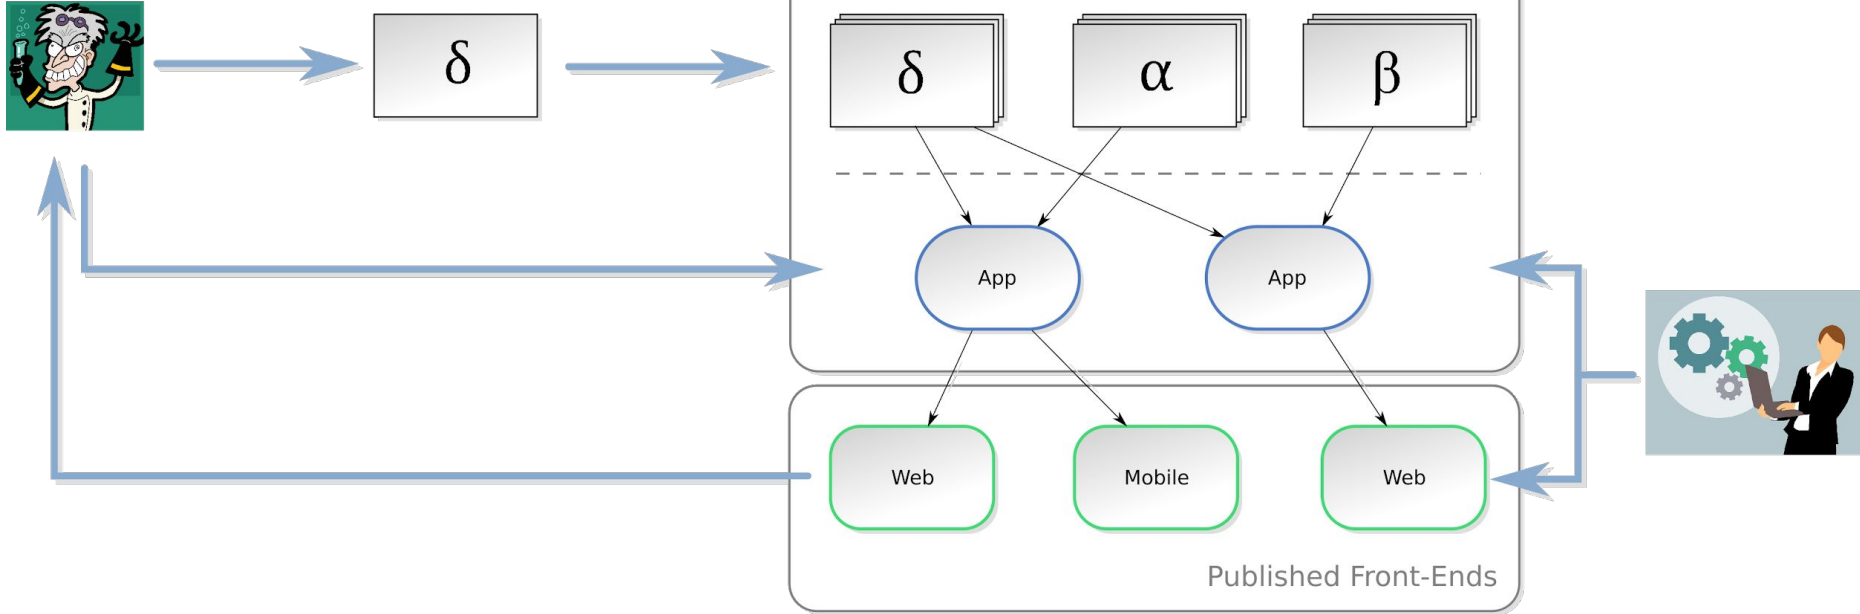 δ
δ
α
β
App
App
Web
Mobile
Web
Published Front-Ends